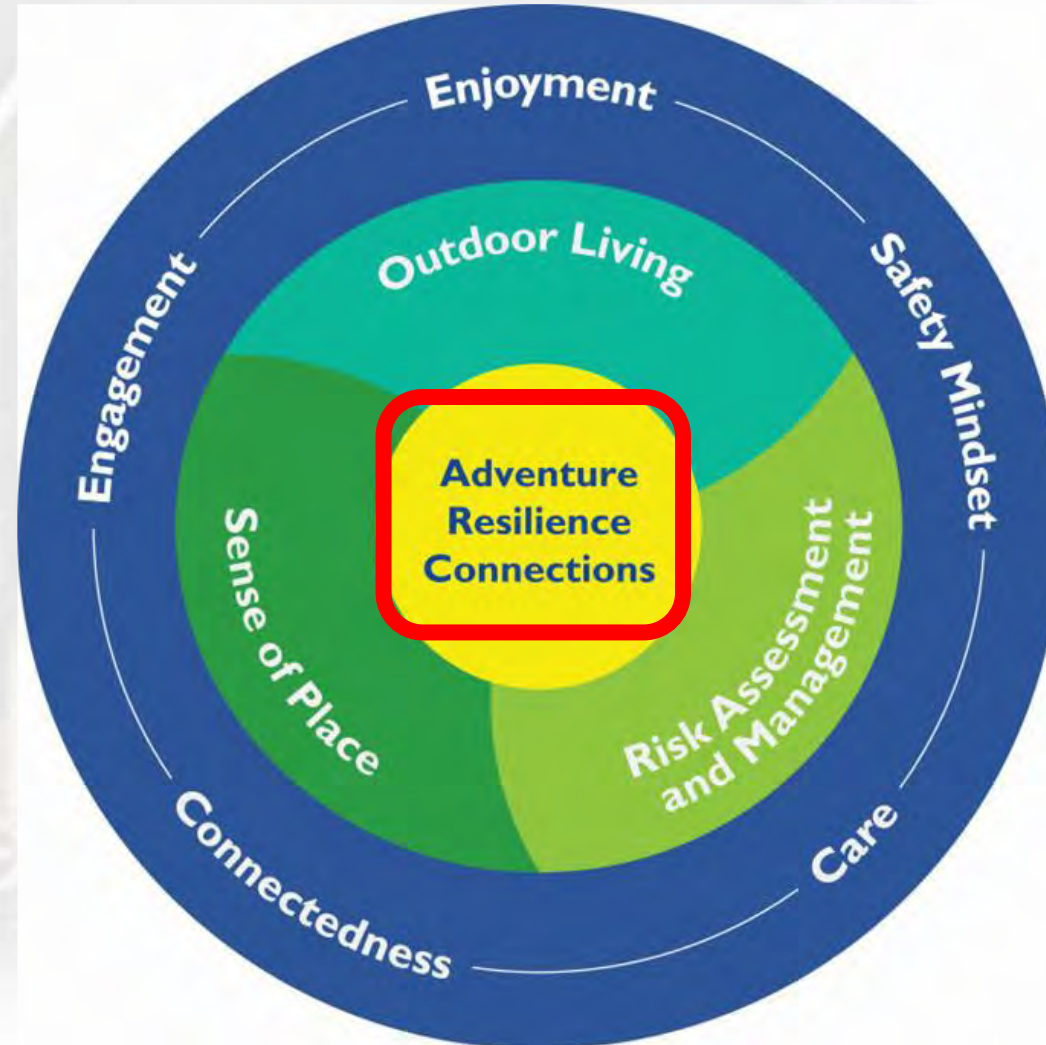 Enjoyment
Safety Mindset
Care
Connectedness
Engagement
Outdoor Living
Risk Assessment
and Management
Sense of Place
Adventure
Resilience
Connections